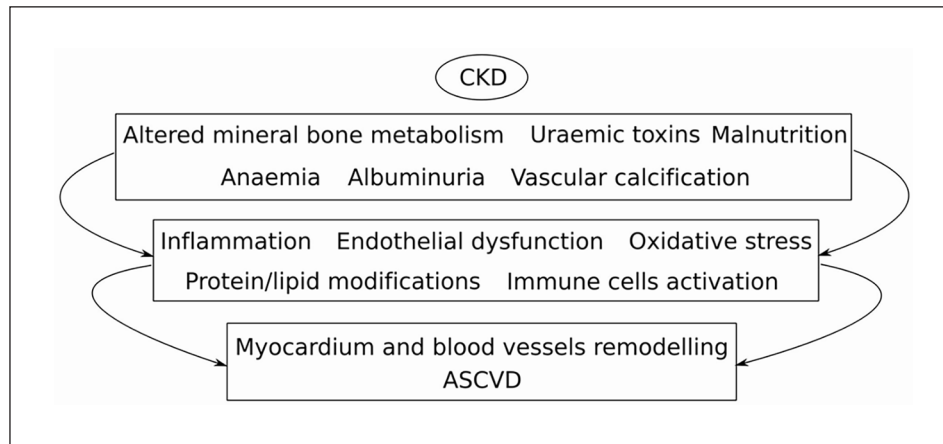 CKD
Altered mineral bone metabolism Uraemic toxins Malnutrition
Anaemia Albuminuria Vascular calcification
Inflammation Endothelial dysfunction Oxidative stress
Protein/lipid modifications Immune cells activation
Myocardium and blood vessels remodelling
ASCVD